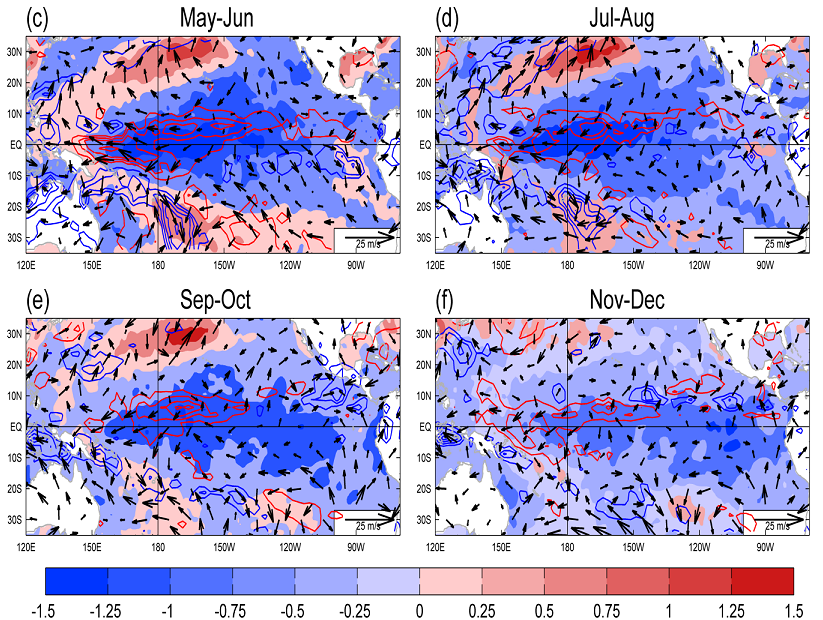 (c) May-Jun
(d) Jul-Aug
30N
20N
10N
EQ
10S
20S
30S
25 m/s
120E 150E 180 150W 120W 90W
30N
20N
10N
EQ
10S
20S
30S
25 m/s
120E 150E 180 150W 120W 90W
(e) Sep-Oct
(f) Nov-Dec
30N
20N
10N
EQ
10S
20S
30S
25 m/s
120E 150E 180 150W 120W 90W
30N
20N
10N
EQ
10S
20S
30S
25 m/s
120E 150E 180 150W 120W 90W
-1.5 -1.25 -1 -0.75 -0.5 -0.25 0 0.25 0.5 0.75 1 1.25 1.5